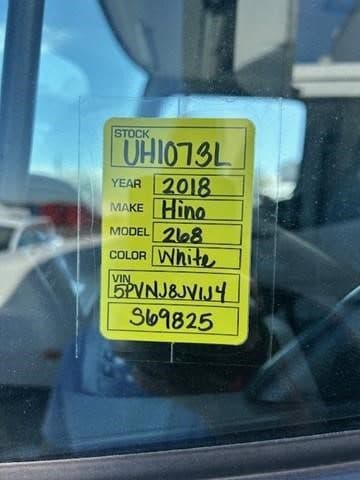 STOCK
UH1073L
YEAR 2018
MAKE Hino
MODEL 268
COLOR White
VIN
5PVNJ8JV1J4
S69825